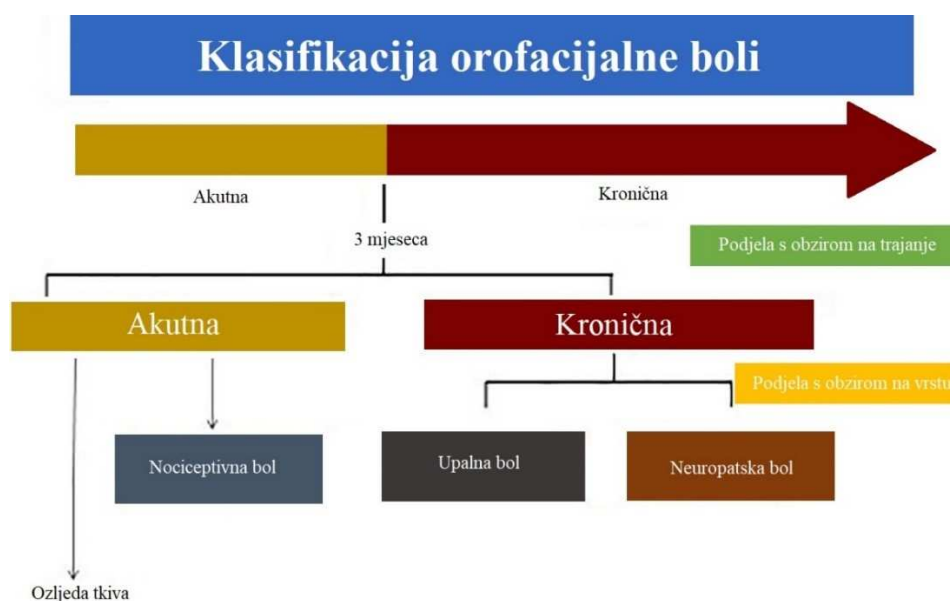 Klasifikacija orofacijalne boli
Akutna
Kronična
3 mjeseca
Podjela s obzirom na trajanje
Akutna
Kronična
Podjela s obzirom na vrstu
Nociceptivna bol
Upalna bol
Neuropatska bol
Ozljeda tkiva